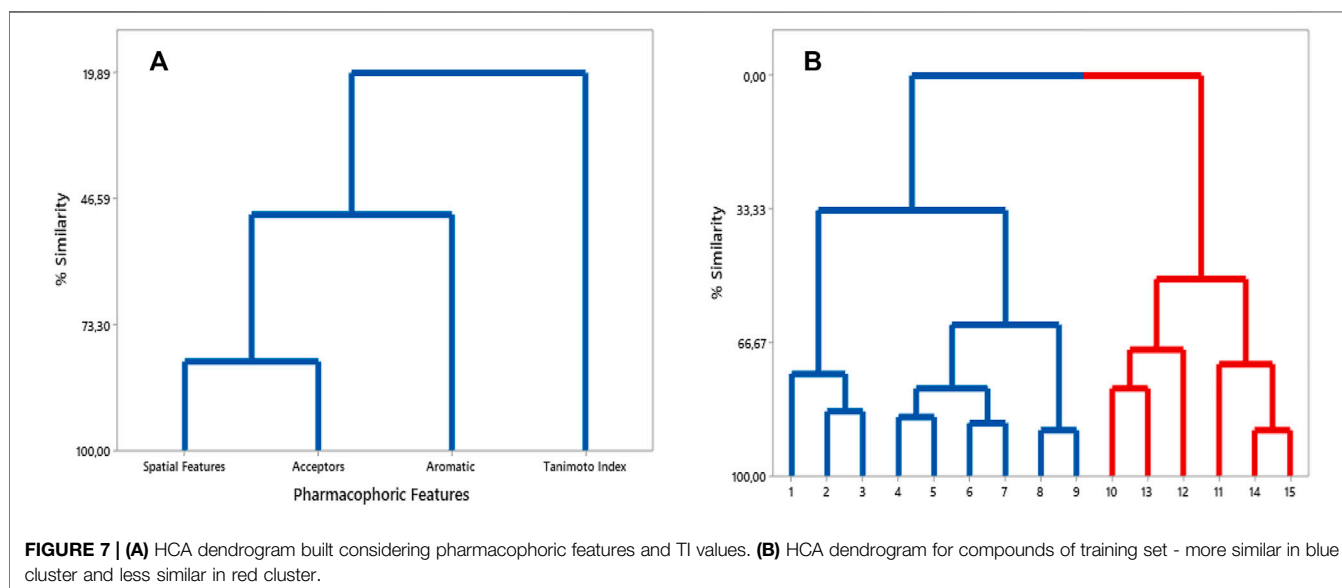 A
19,89
46,59
73,30
100,00
% Similarity
Spatial Features Acceptors Aromatic Tanimoto Index
Pharmacophoric Features
B
0,00
33,33
66,67
100,00
% Similarity
1 2 3 4 5 6 7 8 9 10 13 12 11 14 15
FIGURE 7 | (A) HCA dendrogram built considering pharmacophoric features and TI values. (B) HCA dendrogram for compounds of training set - more similar in blue
cluster and less similar in red cluster.